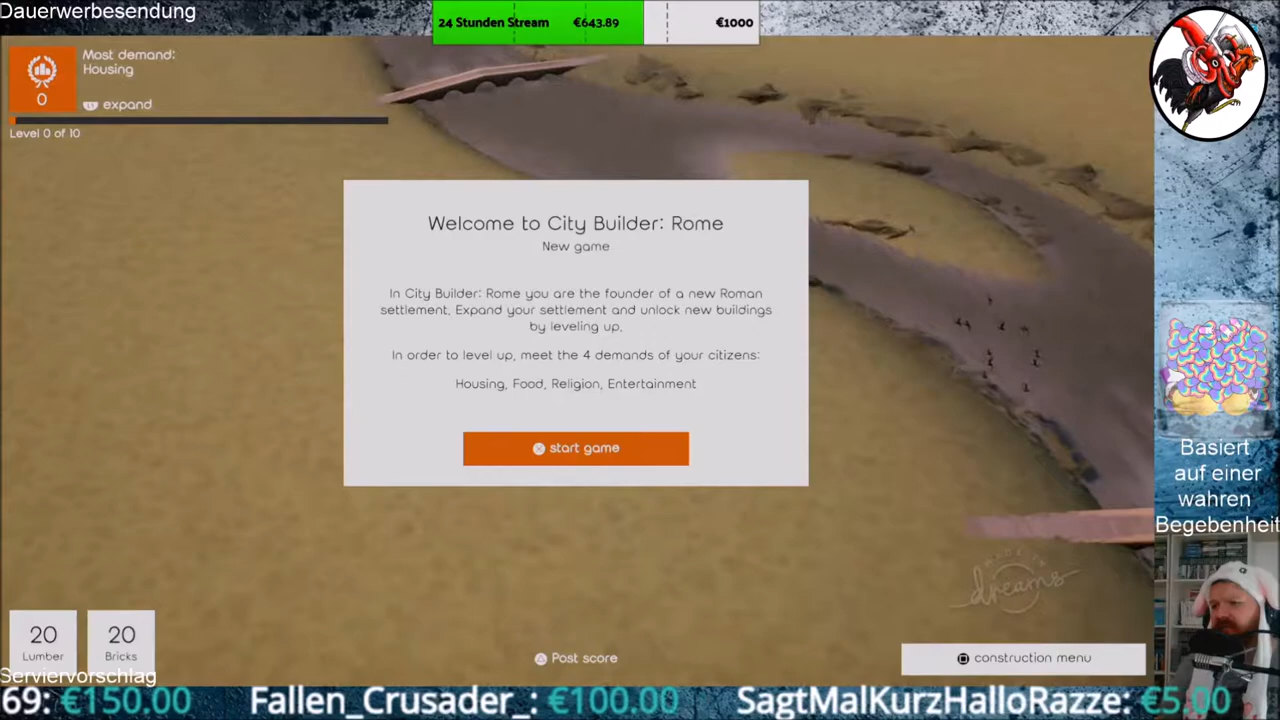 Dauerwerbesendung
24 Stunden Stream €643.89 €1000
Most demand:
Housing
0
L1 expand
Level 0 of 10
Welcome to City Builder: Rome
New game
In City Builder: Rome you are the founder of a new Roman
settlement. Expand your settlement and unlock new buildings
by leveling up.
In order to level up, meet the 4 demands of your citizens:
Housing, Food, Religion, Entertainment
start game
Basiert
auf einer
wahren
Begebenheit
MADE IN
dreams
20
Lumber
20
Bricks
Post score
construction menu
Serviervorschlag
69: €150.00 Fallen_Crusader_: €100.00 SagtMalKurzHalloRazze: €5.00